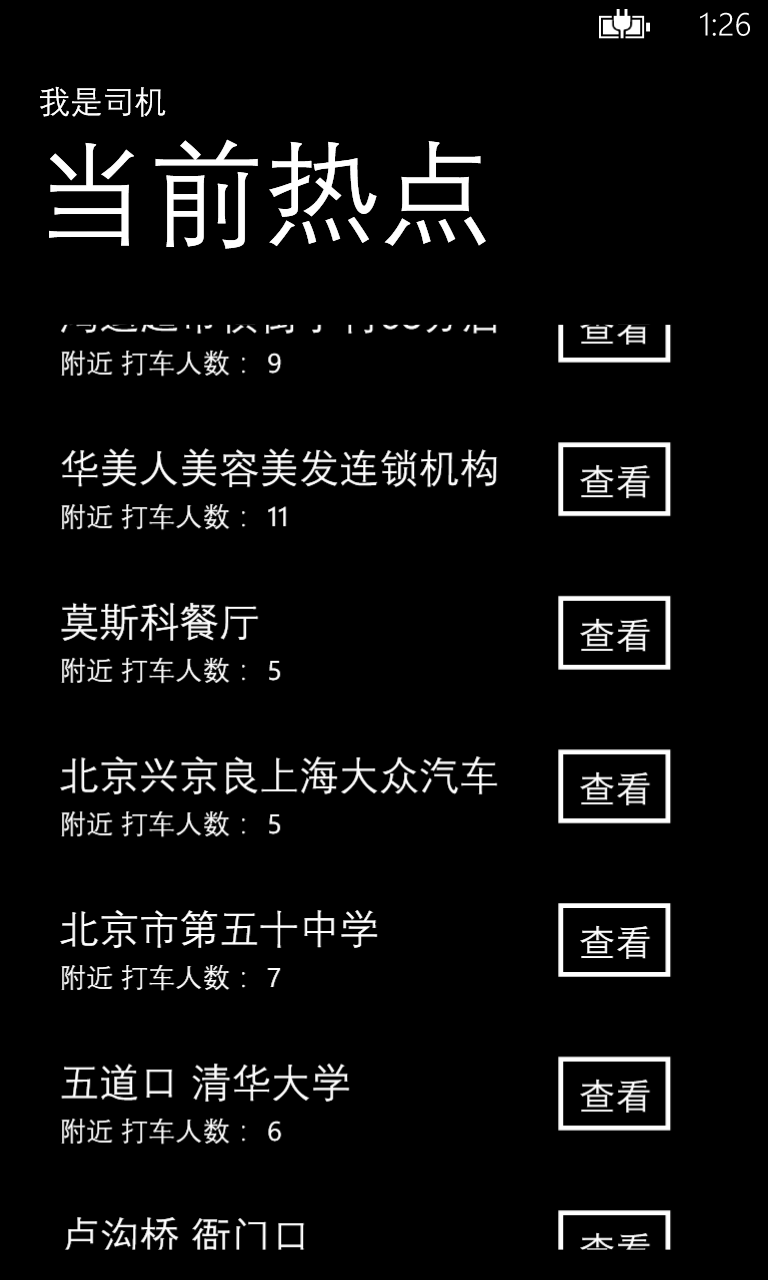 1:26
我是司机
当前热点
附近 打车人数： 9
查看
华美人美容美发连锁机构
附近 打车人数： 11
查看
莫斯科餐厅
附近 打车人数： 5
查看
北京兴京良上海大众汽车
附近 打车人数： 5
查看
北京市第五十中学
附近 打车人数： 7
查看
五道口 清华大学
附近 打车人数： 6
查看
卢沟桥 衙门口
查看